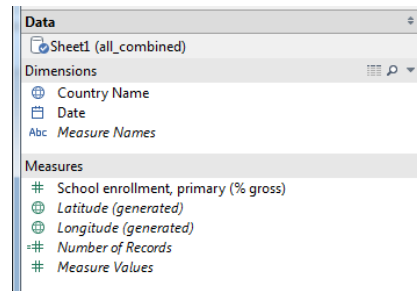 Data
Sheet1 (all_combined)
Dimensions
Country Name
Date
Abc Measure Names
Measures
School enrollment, primary (% gross)
Latitude (generated)
Longitude (generated)
Number of Records
Measure Values